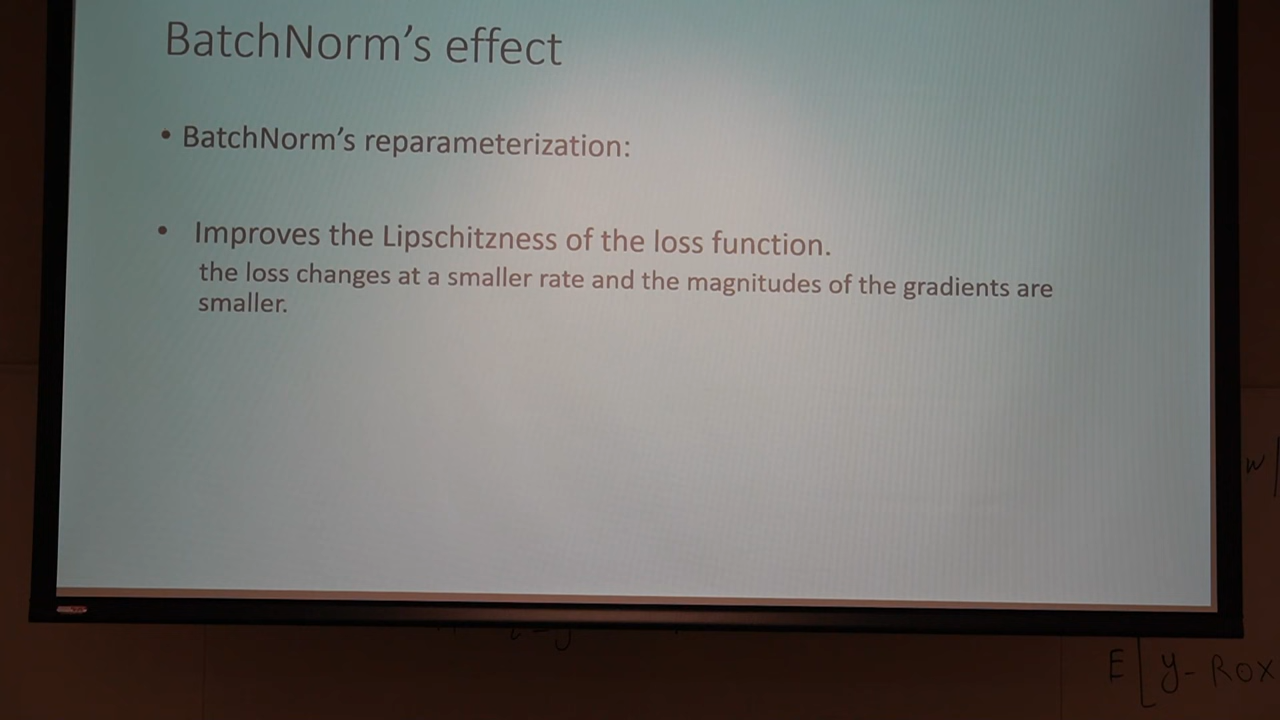 BatchNorm's effect
• BatchNorm's reparameterization:
• Improves the Lipschitzness of the loss function.
the loss changes at a smaller rate and the magnitudes of the gradients are
smaller.
w
E[y-Rox